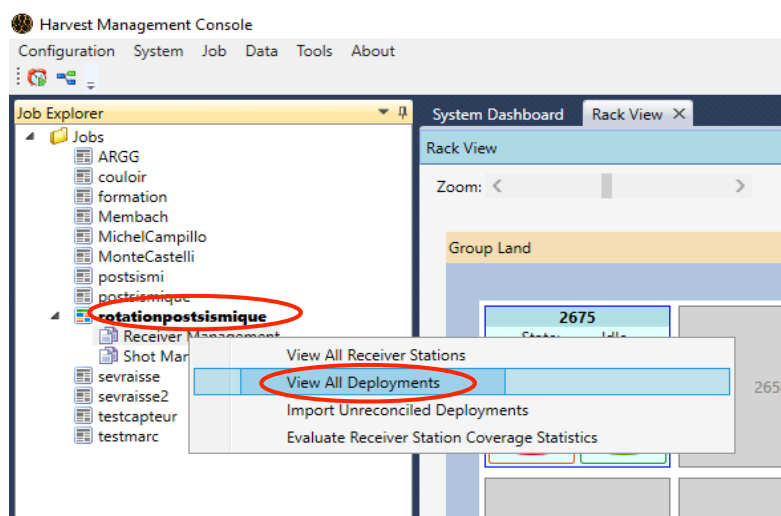 Harvest Management Console
Configuration System Job Data Tools About
Job Explorer
System Dashboard Rack View
Jobs
Rack View
ARGG
couloir
Zoom:
formation
Membach
MichelCampillo
MonteCastelli
Group Land
postsismi
postsismique
rotationpostsismique
2675
Receiver Management
State: Idle
Shot Mar
View All Receiver Stations
sevraisse
View All Deployments
265
sevraisse2
Import Unreconciled Deployments
testcapteur
Evaluate Receiver Station Coverage Statistics
testmarc